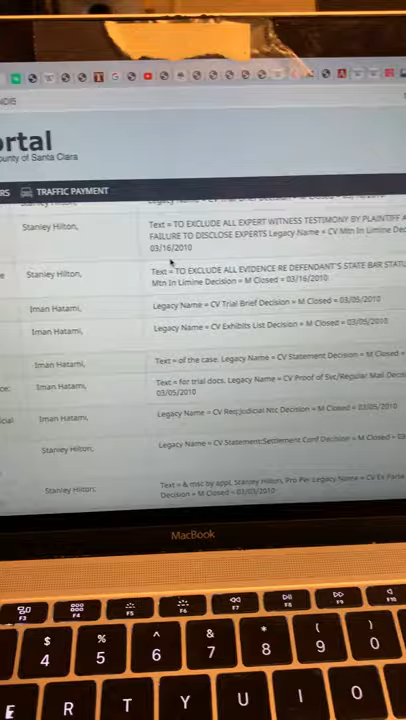 ortal
ounty of Santa Clara
RS TRAFFIC PAYMENT
Stanley Hilton, Text = TO EXCLUDE ALL EXPERT WITNESS TESTIMONY BY PLAINTIFF
FAILURE TO DISCLOSE EXPERTS Legacy Name = CV Mtn In Limine Dec
03/16/2010
Stanley Hilton, Text = TO EXCLUDE ALL EVIDENCE RE DEFENDANT'S STATE BAR STATU
Mtn In Limine Decision = M Closed = 03/16/2010
Iman Hatami, Legacy Name = CV Trial Brief Decision = M Closed = 03/05/2010
Iman Hatami, Legacy Name = CV Exhibits List Decision = M Closed = 03/05/2010
Iman Hatami, Text = of the case. Legacy Name = CV Statement Decision = M Closed =
ce: Iman Hatami, Text = for trial docs. Legacy Name = CV Proof of Svc/Regular Mail Decis
03/05/2010
icial Iman Hatami, Legacy Name = CV Req:Judicial Ntc Decision = M Closed = 03/05/2010
Stanley Hilton, Legacy Name = CV Statement:Settlement Conf Decision = M Closed = 03
Stanley Hilton, Text = & misc by appl, Stanley Hilton, Pro Per Legacy Name = CV Ex Parte
Decision = M Closed = 03/03/2010
MacBook
F3 F4 F5 F6 F7 F8 F9 F10
$ % ^ & * ( )
4 5 6 7 8 9 0
E R T Y U I O